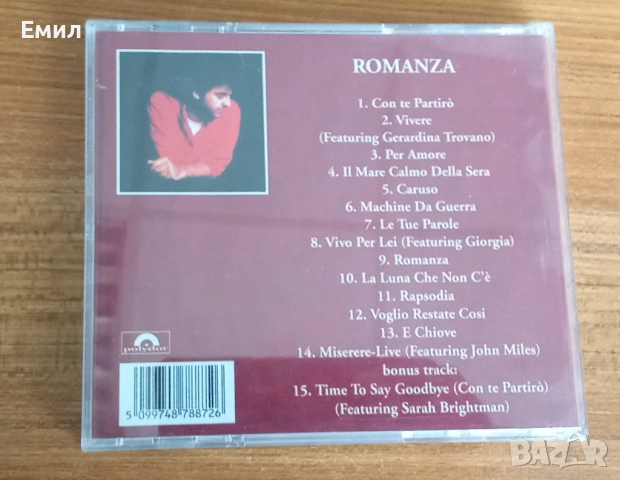 Емил
ROMANZA
1. Con te Partirò
2. Vivere
(Featuring Gerardina Trovano)
3. Per Amore
4. Il Mare Calmo Della Sera
5. Caruso
6. Machine Da Guerra
7. Le Tue Parole
8. Vivo Per Lei (Featuring Giorgia)
9. Romanza
10. La Luna Che Non C'è
11. Rapsodia
12. Voglio Restate Cosi
13. E Chiove
14. Miserere-Live (Featuring John Miles)
bonus track:
15. Time To Say Goodbye (Con te Partirò)
(Featuring Sarah Brightman)
polydor
5 099748 788726
BAZAR
bazar.bg